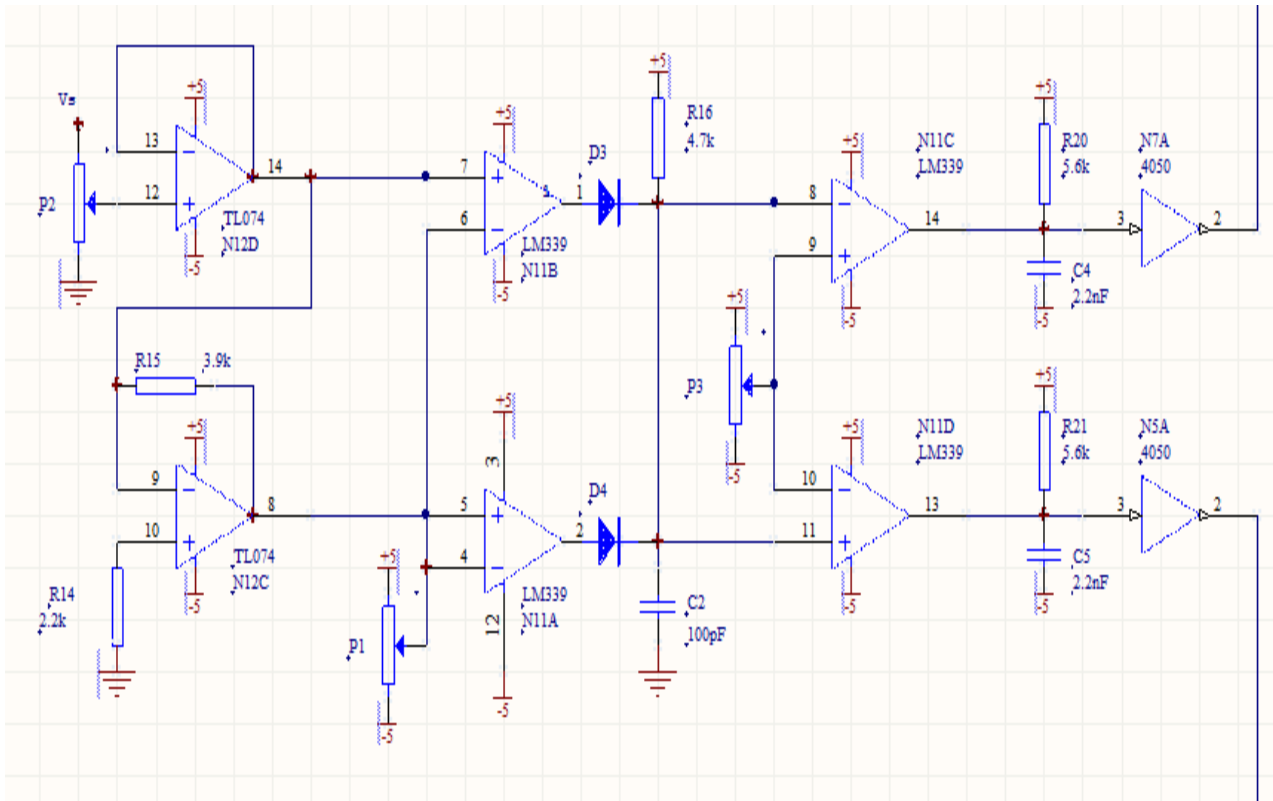 Vs
+5
13
12
14
P2
TL074
N12D
-5
+5
7
6
1
D3
LM339
N11B
-5
+5
R16
4.7k
N11C
LM339
+5
8
9
14
-5
+5
R20
5.6k
N7A
4050
3
2
C4
2.2nF
-5
R15
3.9k
+5
9
10
8
TL074
N12C
-5
R14
2.2k
+5
3
5
4
2
D4
LM339
N11A
12
-5
+5
P1
-5
C2
100pF
+5
P3
-5
N11D
LM339
+5
10
11
13
-5
+5
R21
5.6k
N5A
4050
3
2
C5
2.2nF
-5